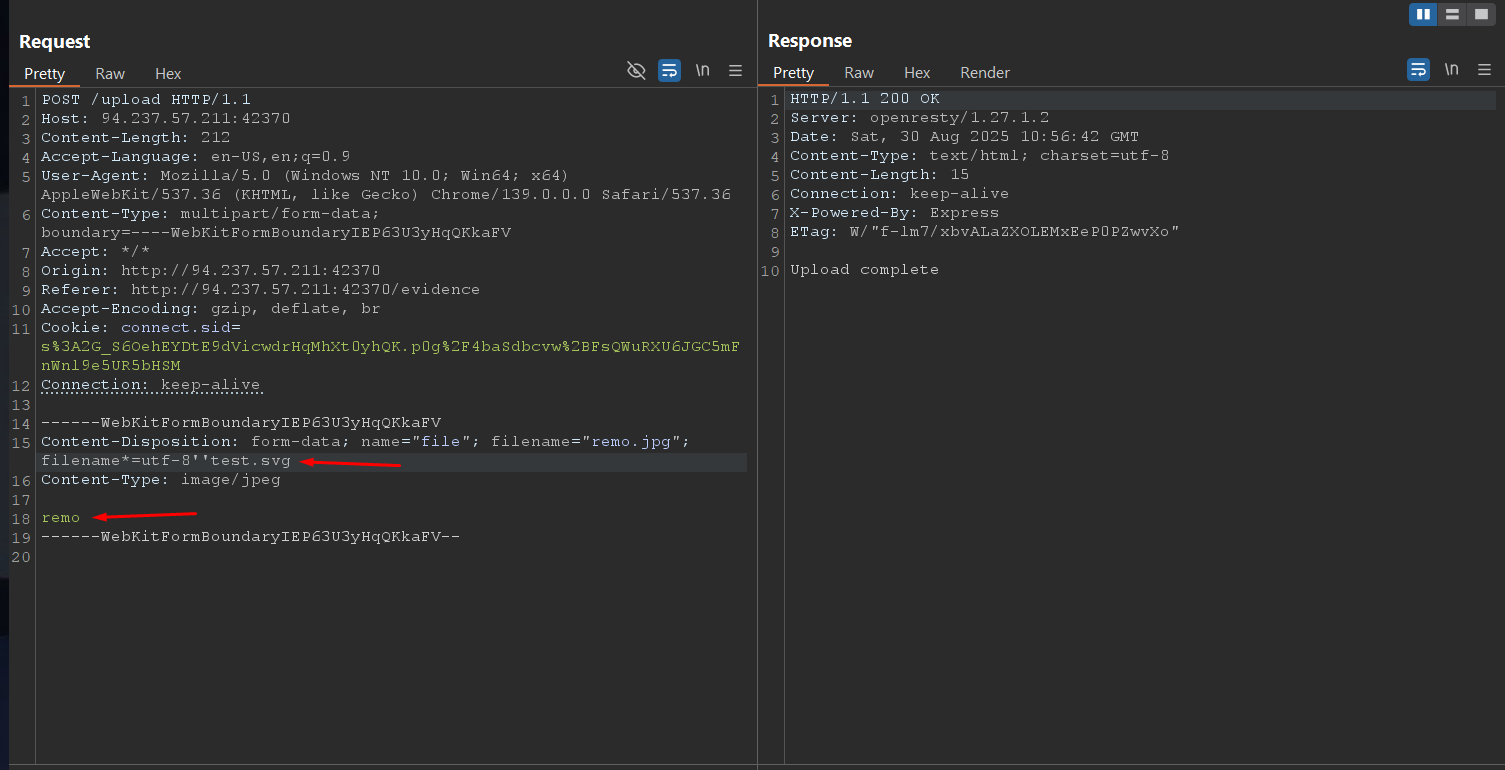 Request
Pretty Raw Hex
\n
1 POST /upload HTTP/1.1
2 Host: 94.237.57.211:42370
3 Content-Length: 212
4 Accept-Language: en-US,en;q=0.9
5 User-Agent: Mozilla/5.0 (Windows NT 10.0; Win64; x64)
AppleWebKit/537.36 (KHTML, like Gecko) Chrome/139.0.0.0 Safari/537.36
6 Content-Type: multipart/form-data;
boundary=----WebKitFormBoundaryIEP63U3yHqQKkaFV
7 Accept: */*
8 Origin: http://94.237.57.211:42370
9 Referer: http://94.237.57.211:42370/evidence
10 Accept-Encoding: gzip, deflate, br
11 Cookie: connect.sid=
s%3A2G_S6OehEYDtE9dVicwdrHqMhXt0yhQK.p0g%2F4baSdbcvw%2BFsQWuRXU6JGC5mF
nWnl9e5UR5bHSM
12 Connection: keep-alive
13
14 ------WebKitFormBoundaryIEP63U3yHqQKkaFV
15 Content-Disposition: form-data; name="file"; filename="remo.jpg";
filename*=utf-8''test.svg
16 Content-Type: image/jpeg
17
18 remo
19 ------WebKitFormBoundaryIEP63U3yHqQKkaFV--
20
Response
Pretty Raw Hex Render
\n
1 HTTP/1.1 200 OK
2 Server: openresty/1.27.1.2
3 Date: Sat, 30 Aug 2025 10:56:42 GMT
4 Content-Type: text/html; charset=utf-8
5 Content-Length: 15
6 Connection: keep-alive
7 X-Powered-By: Express
8 ETag: W/"f-lm7/xbvALaZXOLEMxEeP0PZwvXo"
9
10 Upload complete